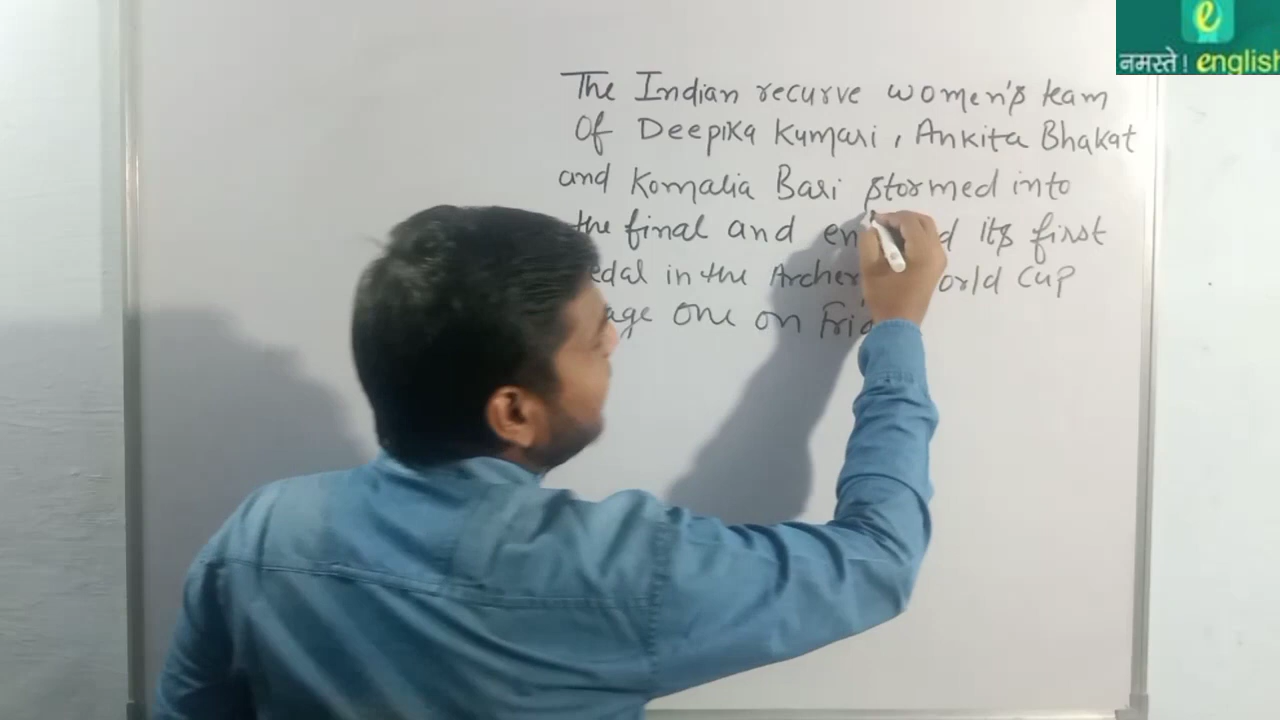 e
नमस्ते! english
The Indian recurve women's team
Of Deepika Kumari, Ankita Bhakat
and Komalia Bari stormed into
the final and its first
in the World Cup
One on